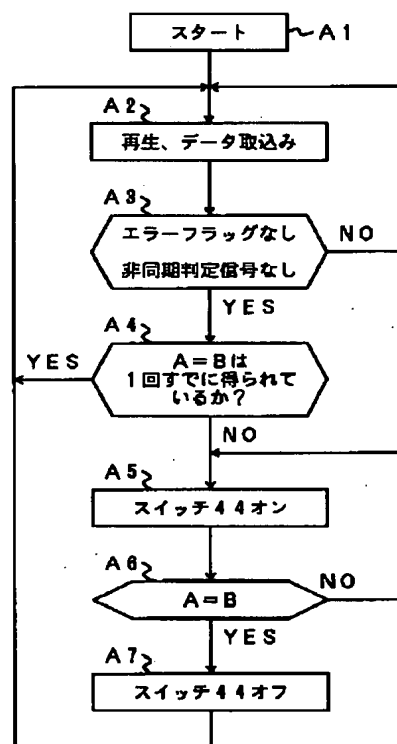 スタート
A1
A2
再生、データ取込み
A3
エラーフラッグなし
非同期判定信号なし
NO
YES
A4
A=Bは
1回すでに得られて
いるか?
YES
NO
A5
スイッチ44オン
A6
A=B
NO
YES
A7
スイッチ44オフ